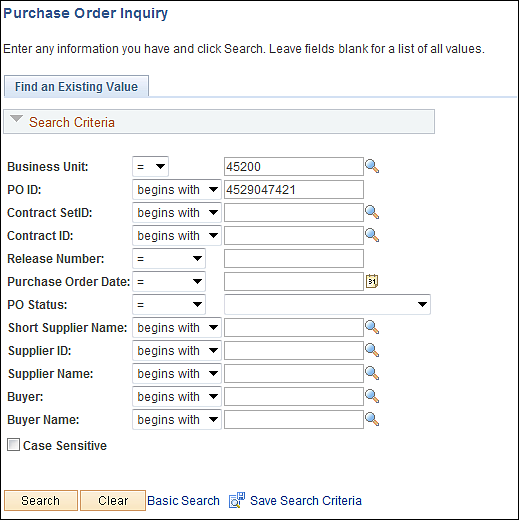 Purchase Order Inquiry
Enter any information you have and click Search. Leave fields blank for a list of all values.
Find an Existing Value
Search Criteria
Business Unit: = 45200
PO ID: begins with 4529047421
Contract SetID: begins with
Contract ID: begins with
Release Number: =
Purchase Order Date: = 31
PO Status: =
Short Supplier Name: begins with
Supplier ID: begins with
Supplier Name: begins with
Buyer: begins with
Buyer Name: begins with
Case Sensitive
Search Clear Basic Search Save Search Criteria